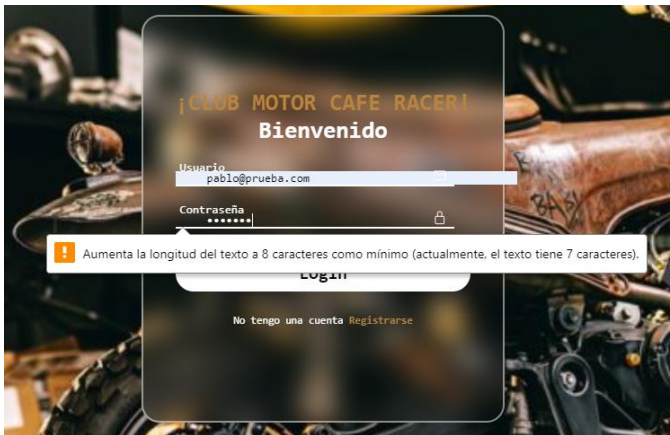 ¡CLUB MOTOR CAFE RACER!
Bienvenido
Usuario
pablo@prueba.com
Contraseña
•••••••
Aumenta la longitud del texto a 8 caracteres como mínimo (actualmente, el texto tiene 7 caracteres).
Login
No tengo una cuenta Registrarse